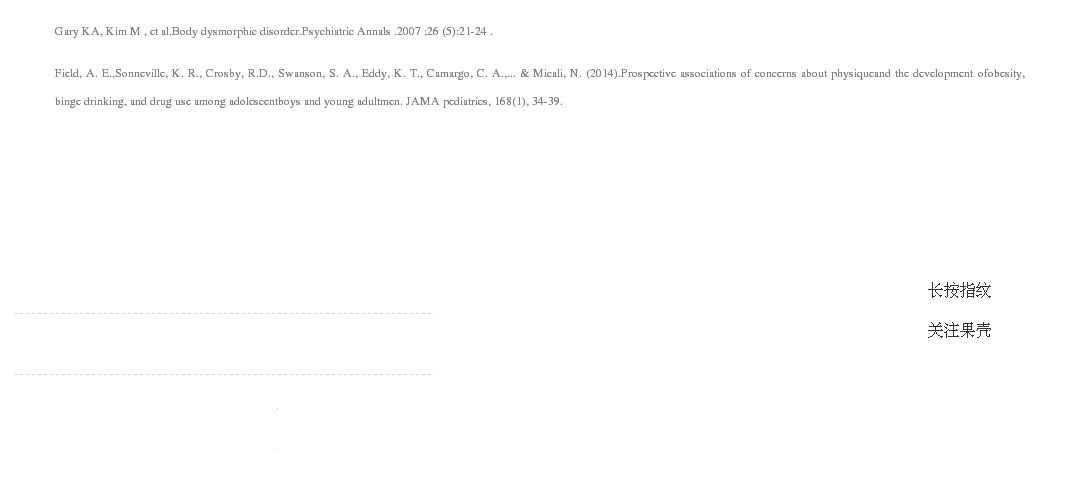 Gary KA, Kim M , et al.Body dysmorphic disorder.Psychiatric Annals .2007 ;26 (5):21-24 .
Field, A. E.,Sonneville, K. R., Crosby, R.D., Swanson, S. A., Eddy, K. T., Camargo, C. A.,... & Micali, N. (2014).Prospective associations of concerns about physiqueand the development ofobesity,
binge drinking, and drug use among adolescentboys and young adultmen. JAMA pediatrics, 168(1), 34-39.
长按指纹
关注果壳